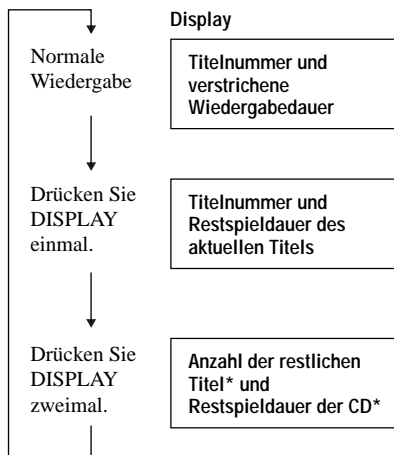 Display
Normale
Wiedergabe
Titelnummer und
verstrichene
Wiedergabedauer
Drücken Sie
DISPLAY
einmal.
Titelnummer und
Restspieldauer des
aktuellen Titels
Drücken Sie
DISPLAY
zweimal.
Anzahl der restlichen
Titel* und
Restspieldauer der CD*